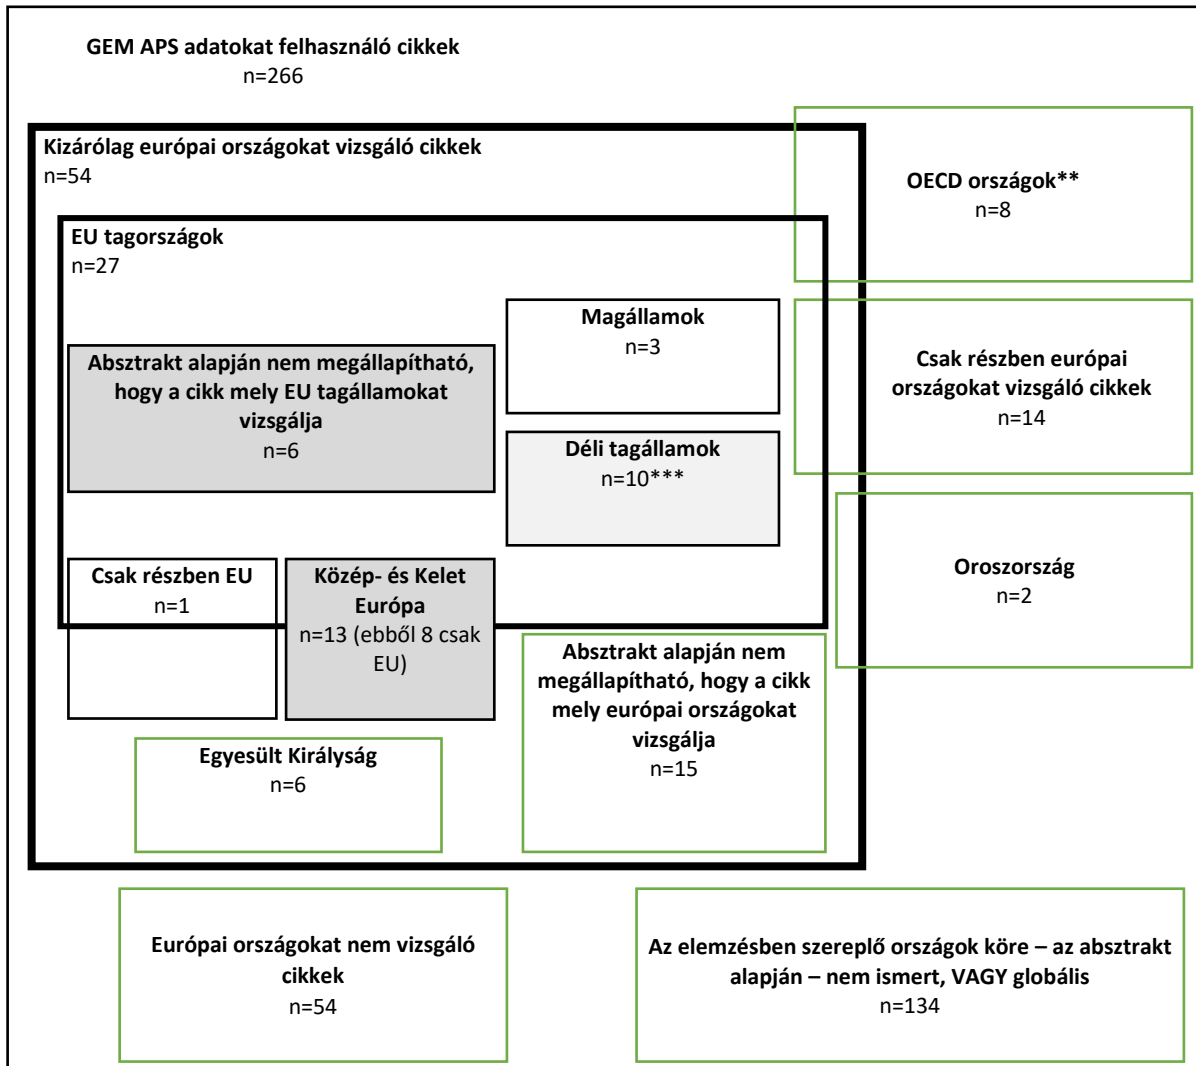 GEM APS adatokat felhasználó cikkek
n=266
Kizárólag európai országokat vizsgáló cikkek
n=54
OECD országok**
n=8
EU tagországok
n=27
Magállamok
n=3
Absztrakt alapján nem megállapítható,
hogy a cikk mely EU tagállamokat
vizsgálja
n=6
Csak részben európai
országokat vizsgáló cikkek
n=14
Déli tagállamok
n=10***
Csak részben EU
n=1
Közép- és Kelet
Európa
n=13 (ebből 8 csak
EU)
Oroszország
n=2
Absztrakt alapján nem
megállapítható, hogy a cikk
mely európai országokat
vizsgálja
n=15
Egyesült Királyság
n=6
Európai országokat nem vizsgáló
cikkek
n=54
Az elemzésben szereplő országok köre – az absztrakt
alapján – nem ismert, VAGY globális
n=134